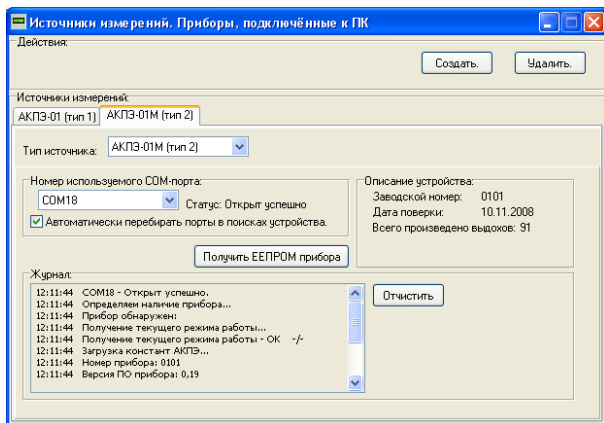 Источники измерений. Приборы, подключённые к ПК
Действия:
Создать. Удалить.
Источники измерений:
АКПЭ-01 (тип 1) АКПЭ-01М (тип 2)
Тип источника: АКПЭ-01М (тип 2)
Номер используемого COM-порта:
COM18 Статус: Открыт успешно
Автоматически перебирать порты в поисках устройства.
Описание устройства:
Заводской номер: 0101
Дата поверки: 10.11.2008
Всего произведено выдохов: 91
Получить ЕЕПРОМ прибора
Журнал:
12:11:44 COM18 - Открыт успешно.
12:11:44 Определяем наличие прибора...
12:11:44 Прибор обнаружен:
12:11:44 Получение текущего режима работы...
12:11:44 Получение текущего режима работы - ОК -/-
12:11:44 Загрузка констант АКПЭ...
12:11:44 Номер прибора: 0101
12:11:44 Версия ПО прибора: 0,19
Отчистить